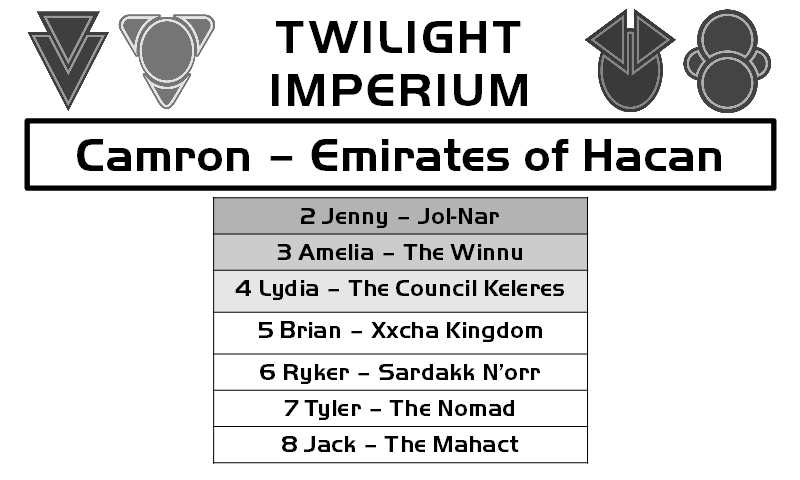 TWILIGHT
IMPERIUM
Camron – Emirates of Hacan
2 Jenny – Jol-Nar
3 Amelia – The Winnu
4 Lydia – The Council Keleres
5 Brian – Xxcha Kingdom
6 Ryker – Sardakk N’orr
7 Tyler – The Nomad
8 Jack – The Mahact